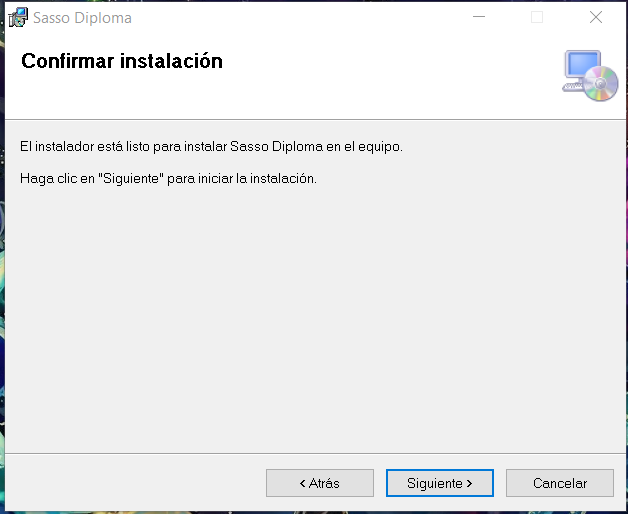 Sasso Diploma
Confirmar instalación
El instalador está listo para instalar Sasso Diploma en el equipo.
Haga clic en "Siguiente" para iniciar la instalación.
< Atrás
Siguiente >
Cancelar